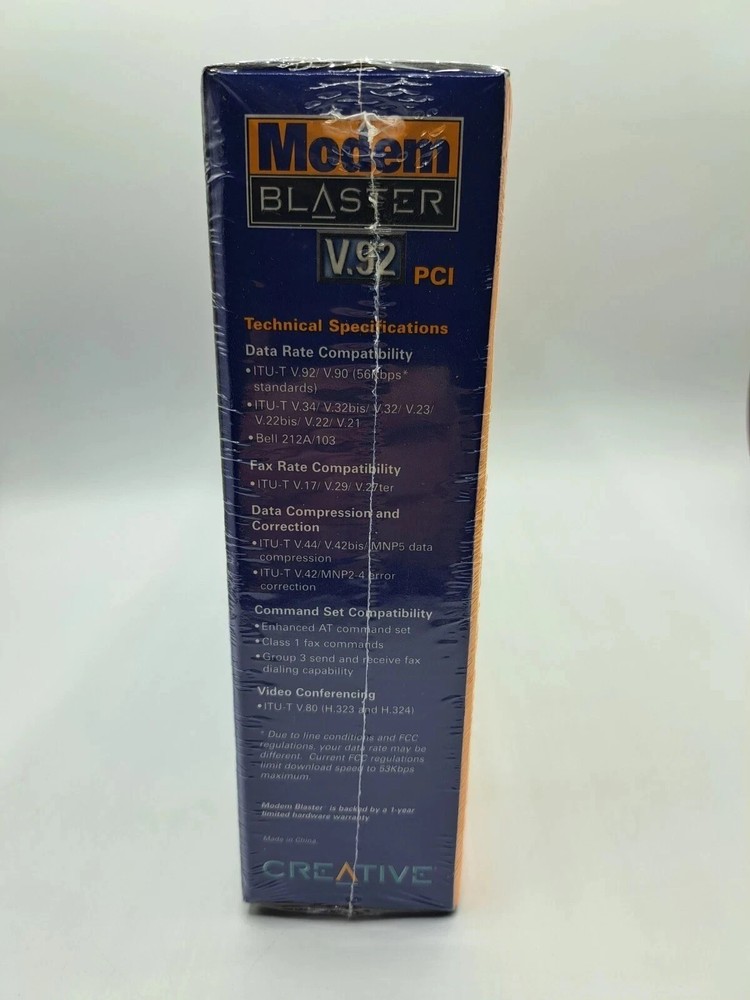 Modem
BLASTER
V.92
PCI
Technical Specifications
Data Rate Compatibility
• ITU-T V.92/ V.90 (56Kbps*
standards)
• ITU-T V.34/ V.32bis/ V.32/ V.23/
V.22bis/ V.22/ V.21
• Bell 212A/103
Fax Rate Compatibility
• ITU-T V.17/ V.29/ V.27ter
Data Compression and
Correction
• ITU-T V.44/ V.42bis/ MNP5 data
compression
• ITU-T V.42/MNP2-4 error
correction
Command Set Compatibility
• Enhanced AT command set
• Class 1 fax commands
• Group 3 send and receive fax
dialing capability
Video Conferencing
• ITU-T V.80 (H.323 and H.324)
* Due to line conditions and FCC
regulations, your data rate may be
different. Current FCC regulations
limit download speed to 53Kbps
maximum.
Modem Blaster is backed by a 1-year
limited hardware warranty
Made in China.
CREATIVE